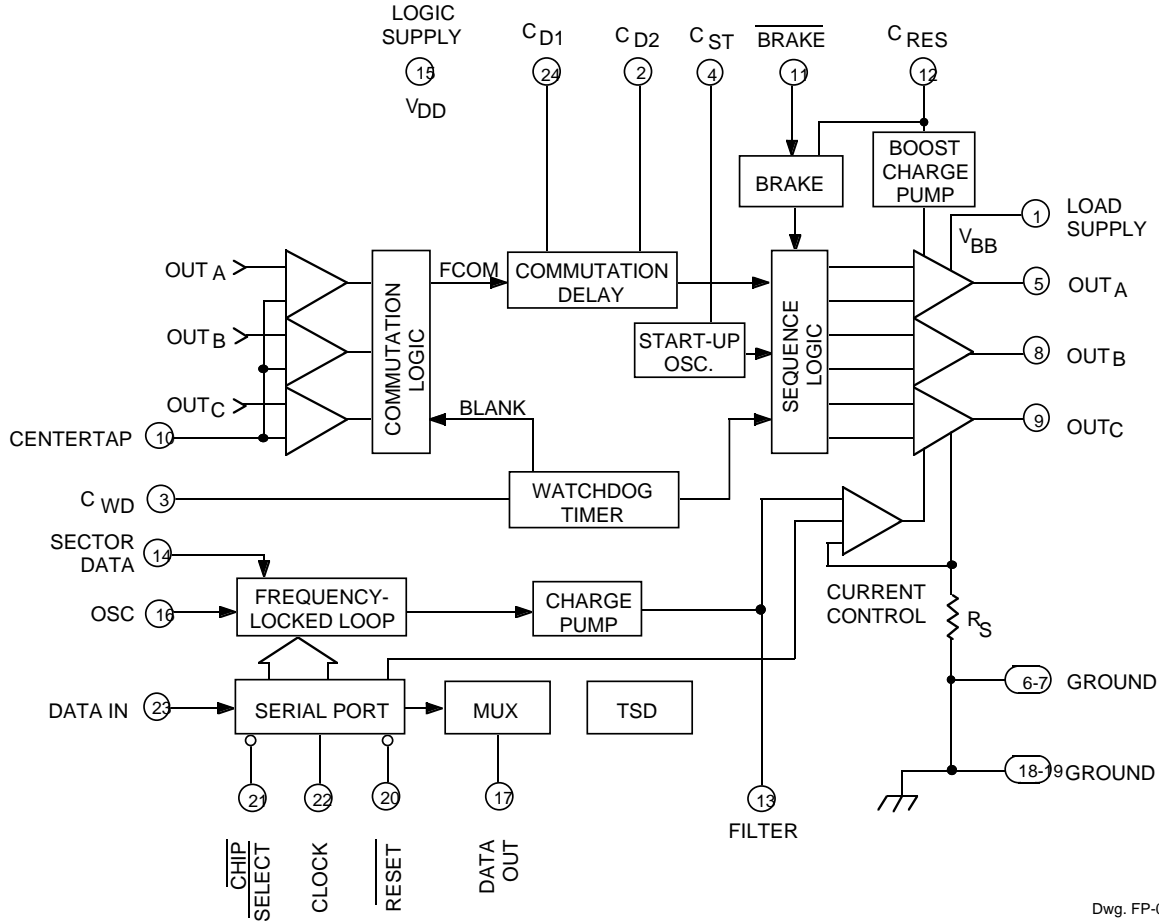 LOGIC
SUPPLY
15
VDD
CD1
24
CD2
2
CST
4
BRAKE
11
CRES
12
BRAKE
BOOST
CHARGE
PUMP
1
LOAD
SUPPLY
VBB
OUTA
OUTB
OUTC
CENTERTAP
10
COMMUTATION
LOGIC
FCOM
COMMUTATION
DELAY
START-UP
OSC.
SEQUENCE
LOGIC
5
OUTA
8
OUTB
9
OUTC
BLANK
CWD
3
WATCHDOG
TIMER
SECTOR
DATA
14
OSC
16
FREQUENCY-
LOCKED LOOP
CHARGE
PUMP
CURRENT
CONTROL
RS
6-7
GROUND
DATA IN
23
SERIAL PORT
MUX
TSD
18-19
GROUND
21
22
20
17
13
FILTER
CHIP
SELECT
CLOCK
RESET
DATA
OUT
Dwg. FP-0